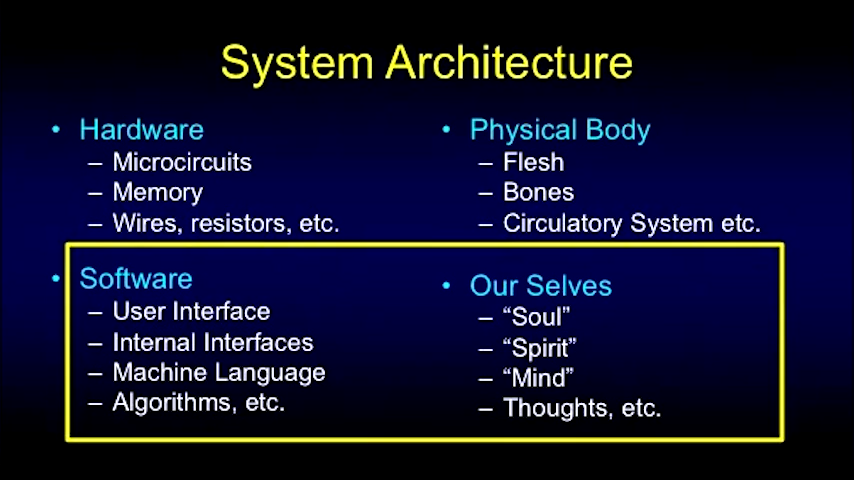 System Architecture
• Hardware
– Microcircuits
– Memory
– Wires, resistors, etc.
• Software
– User Interface
– Internal Interfaces
– Machine Language
– Algorithms, etc.
• Physical Body
– Flesh
– Bones
– Circulatory System etc.
• Our Selves
– “Soul”
– “Spirit”
– “Mind”
– Thoughts, etc.